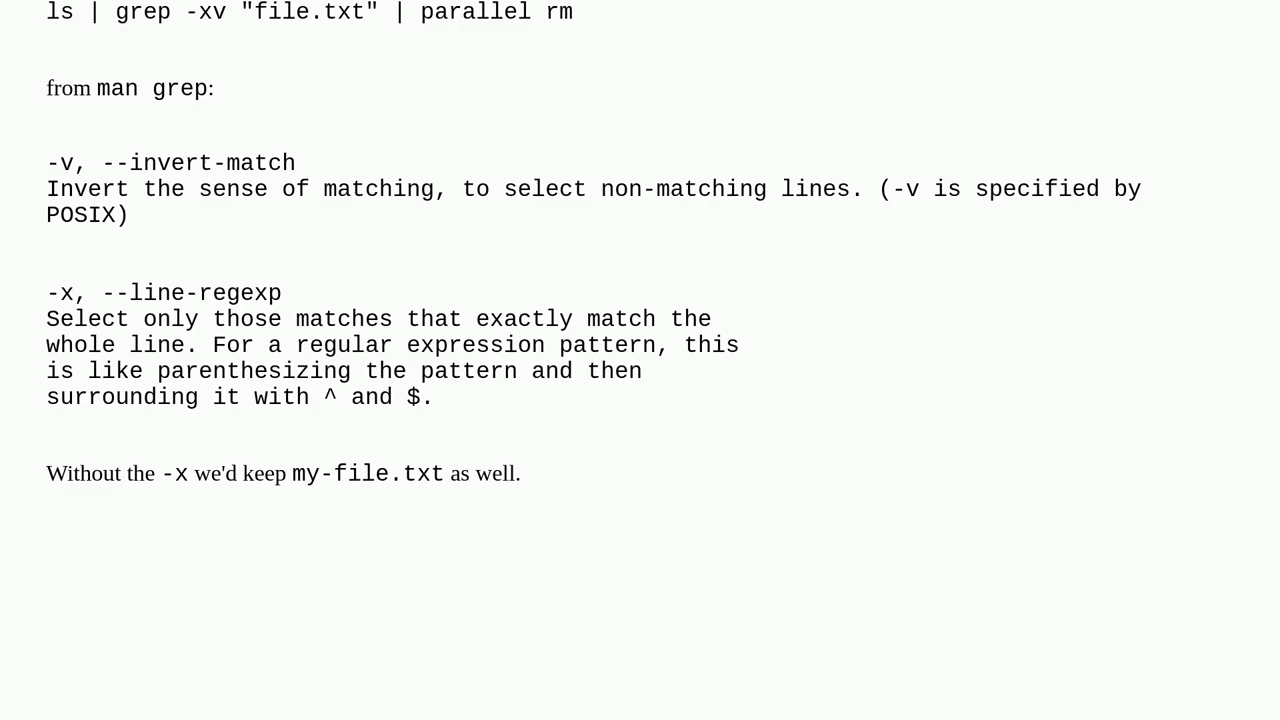 ls | grep -xv "file.txt" | parallel rm
from man grep:
-v, --invert-match
Invert the sense of matching, to select non-matching lines. (-v is specified by
POSIX)
-x, --line-regexp
Select only those matches that exactly match the
whole line. For a regular expression pattern, this
is like parenthesizing the pattern and then
surrounding it with ^ and $.
Without the -x we'd keep my-file.txt as well.